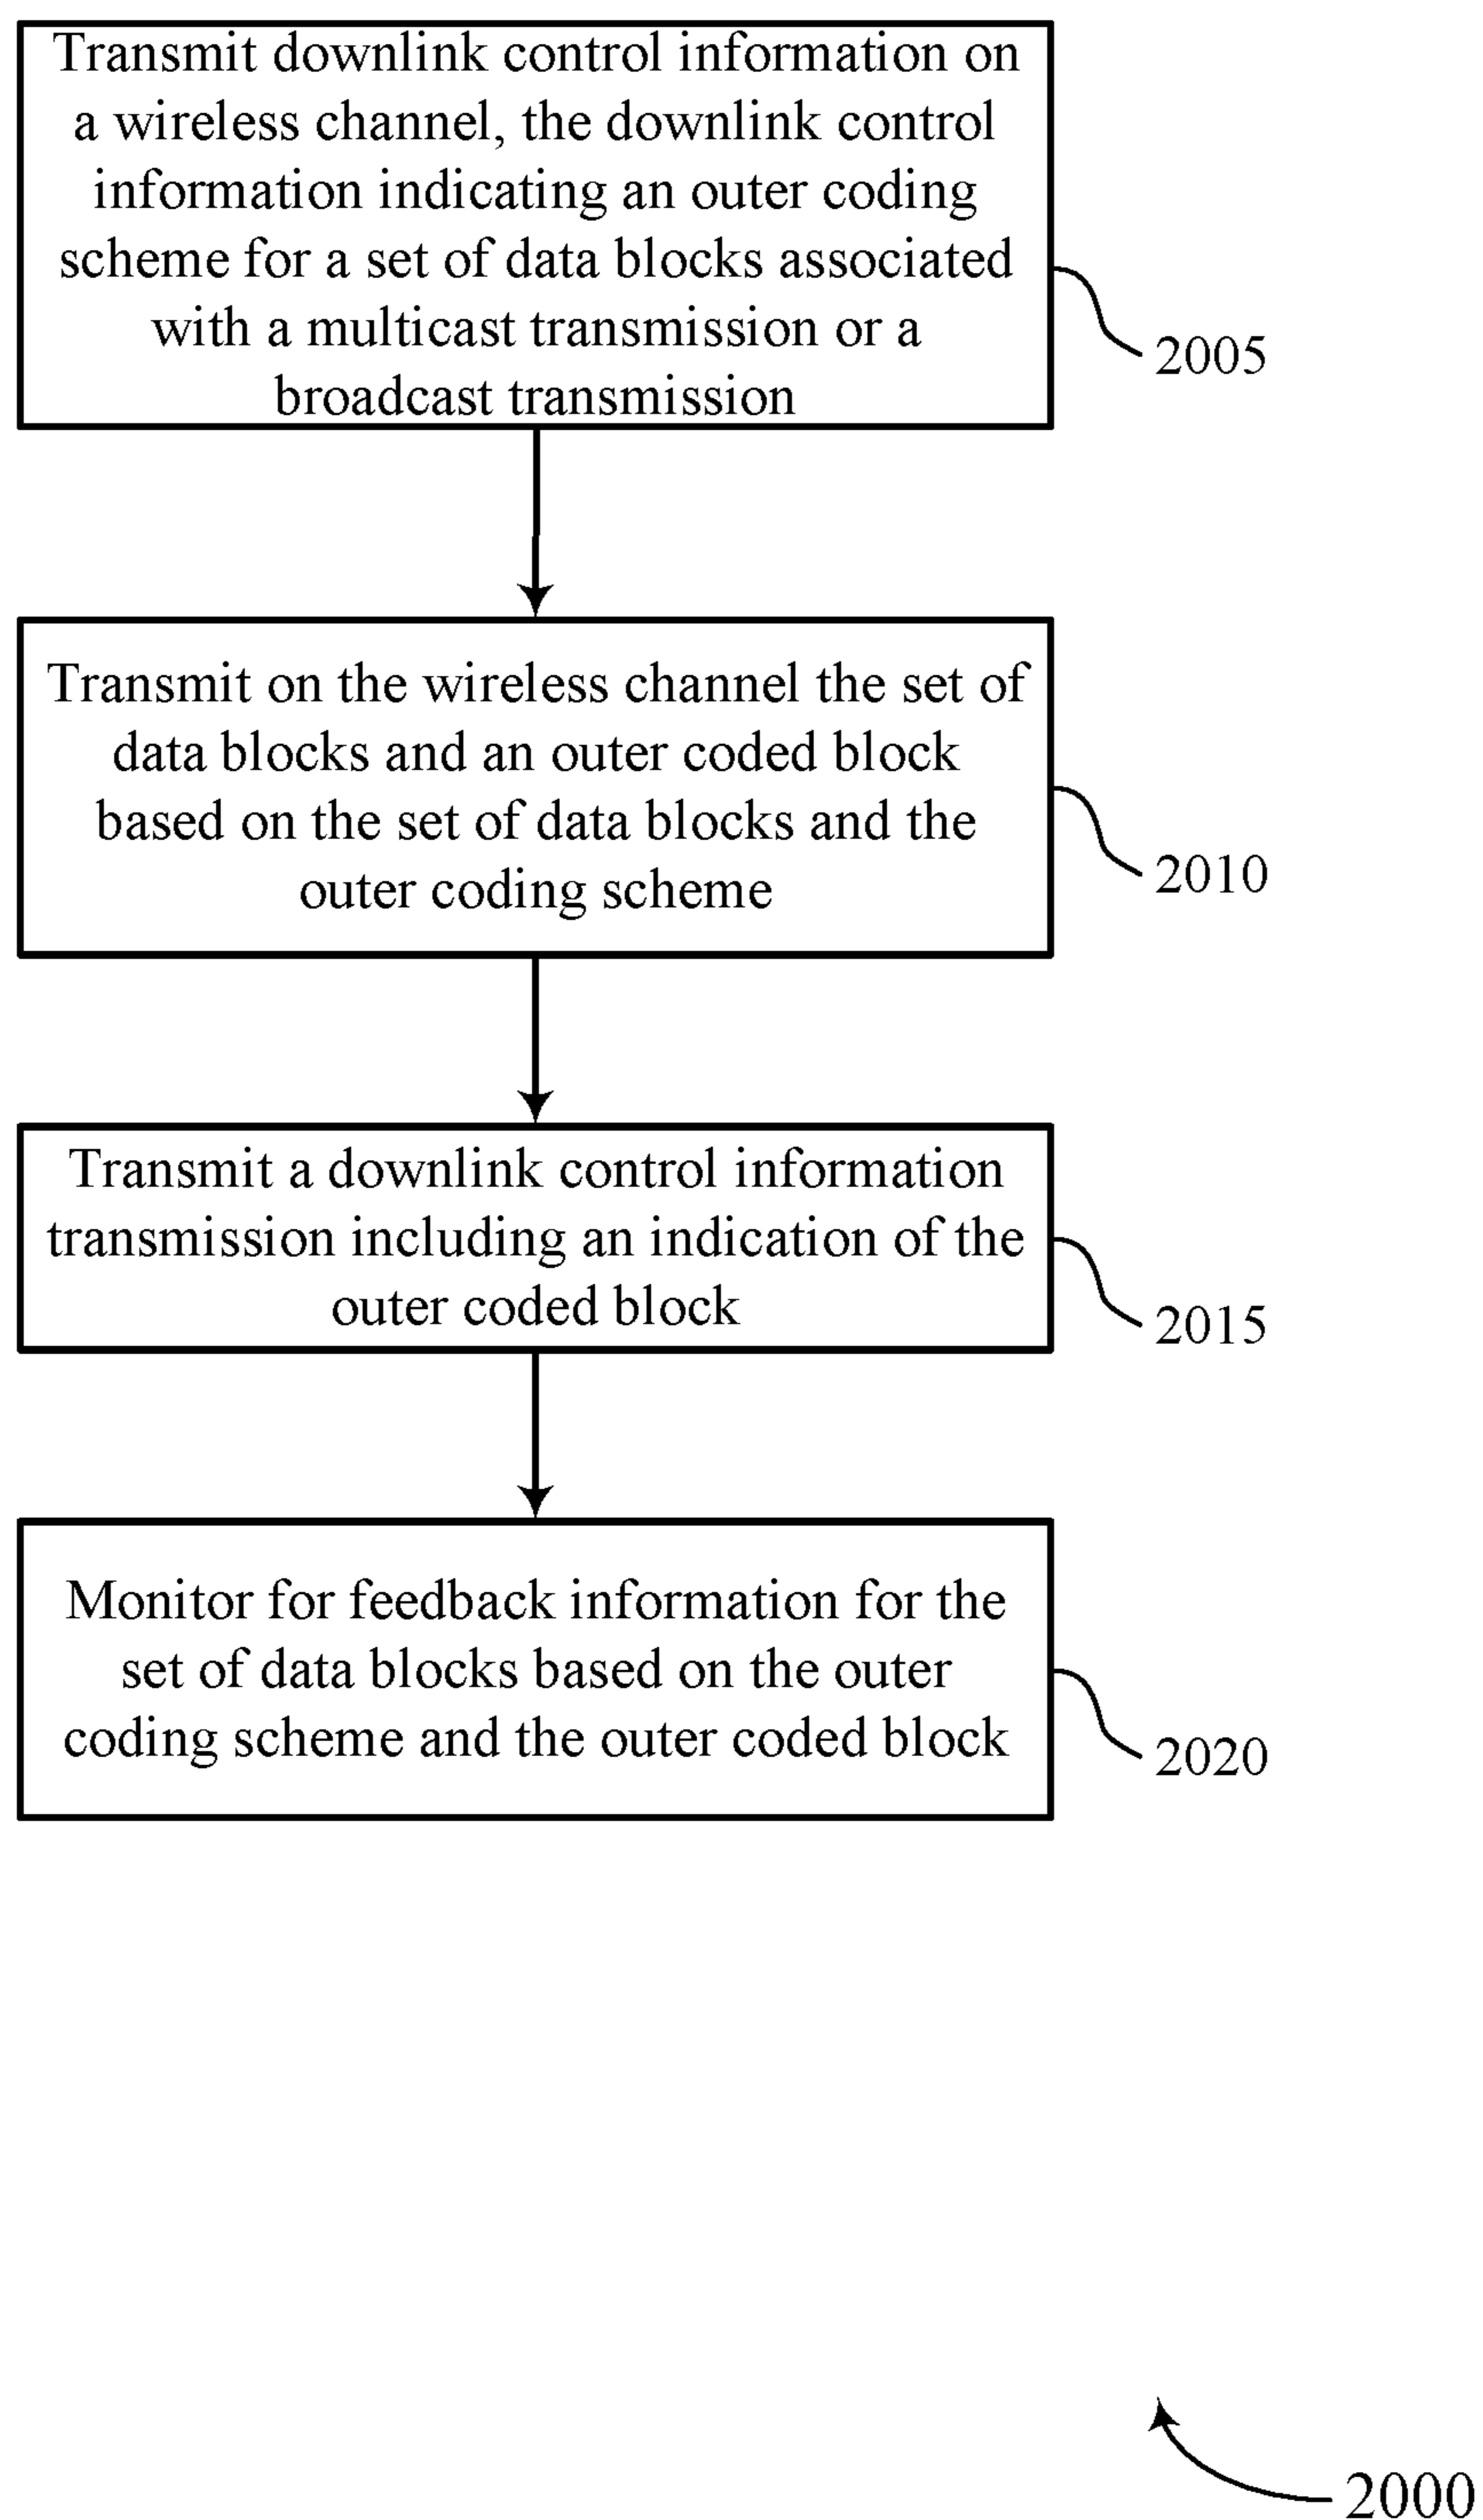 Transmit downlink control information on
a wireless channel, the downlink control
information indicating an outer coding
scheme for a set of data blocks associated
with a multicast transmission or a
broadcast transmission
2005
Transmit on the wireless channel the set of
data blocks and an outer coded block
based on the set of data blocks and the
outer coding scheme
2010
Transmit a downlink control information
transmission including an indication of the
outer coded block
2015
Monitor for feedback information for the
set of data blocks based on the outer
coding scheme and the outer coded block
2020
2000